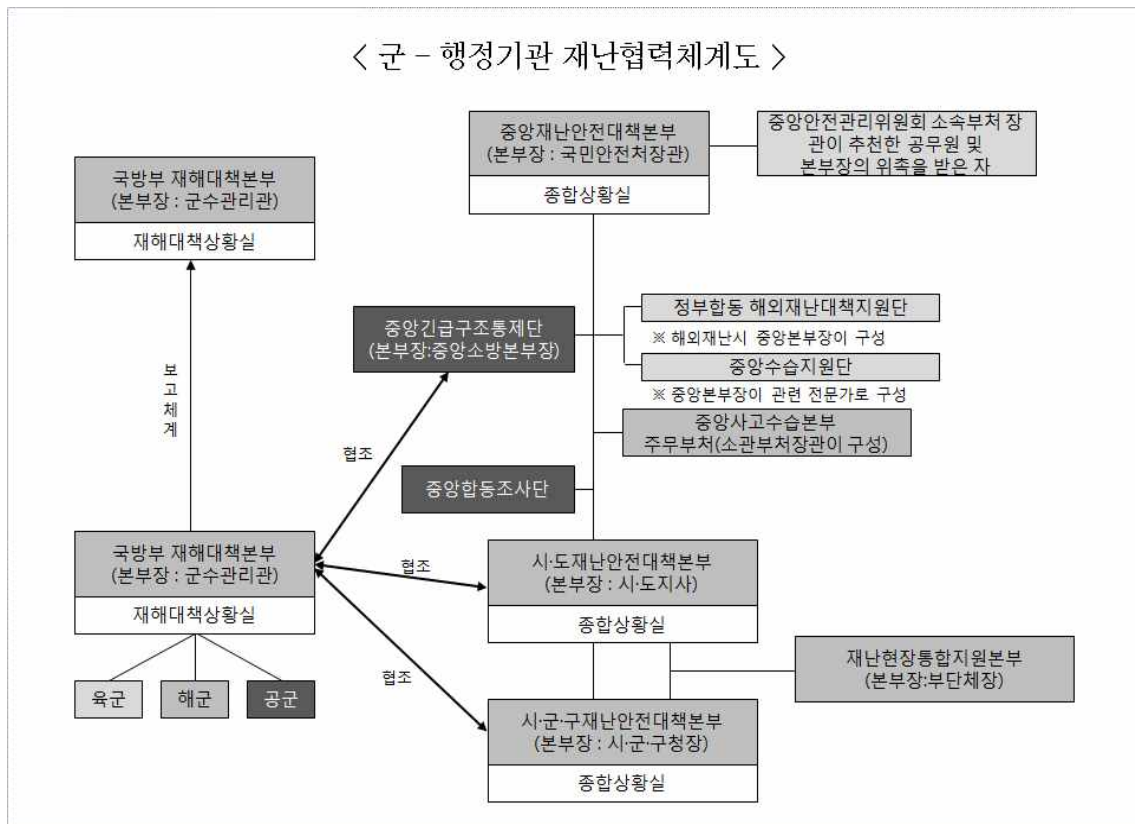 < 군 – 행정기관 재난협력체계도 >
중앙재난안전대책본부
(본부장 : 국민안전처장관)
종합상황실
중앙안전관리위원회 소속부처 장
관이 추천한 공무원 및
본부장의 위촉을 받은 자
국방부 재해대책본부
(본부장 : 군수관리관)
재해대책상황실
보고체계
중앙긴급구조통제단
(본부장:중앙소방본부장)
정부합동 해외재난대책지원단
※ 해외재난시 중앙본부장이 구성
중앙수습지원단
※ 중앙본부장이 관련 전문가로 구성
중앙사고수습본부
주무부처(소관부처장관이 구성)
협조
중앙합동조사단
국방부 재해대책본부
(본부장 : 군수관리관)
재해대책상황실
육군
해군
공군
협조
시·도재난안전대책본부
(본부장 : 시·도지사)
종합상황실
재난현장통합지원본부
(본부장:부단체장)
협조
시·군·구재난안전대책본부
(본부장 : 시·군·구청장)
종합상황실